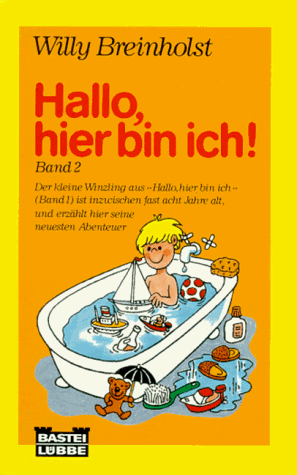 Willy Breinholst
Hallo,
hier bin ich!
Band 2
Der kleine Winzling aus »Hallo, hier bin ich«
(Band 1) ist inzwischen fast acht Jahre alt,
und erzählt hier seine
neuesten Abenteuer
BASTEI
LÜBBE